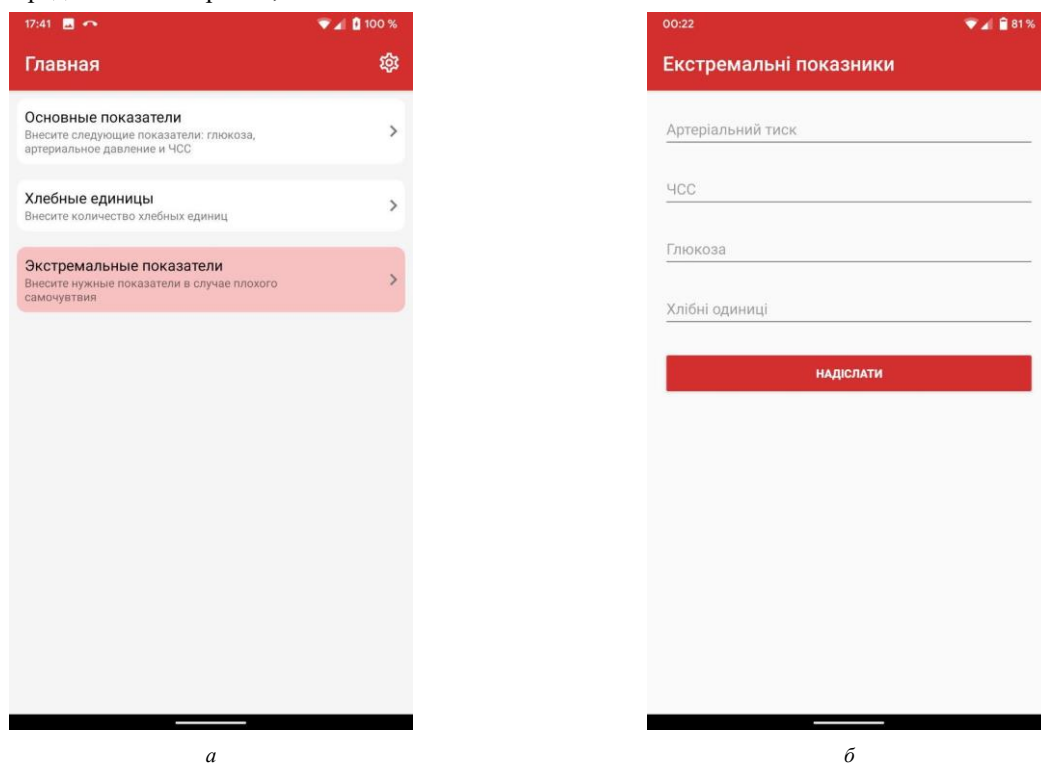 17:41 100 %
Главная
Основные показатели
Внесите следующие показатели: глюкоза,
артериальное давление и ЧСС
Хлебные единицы
Внесите количество хлебных единиц
Экстремальные показатели
Внесите нужные показатели в случае плохого
самочувтвия
а
00:22 81 %
Екстремальні показники
Артеріальний тиск
ЧСС
Глюкоза
Хлібні одиниці
НАДІСЛАТИ
б